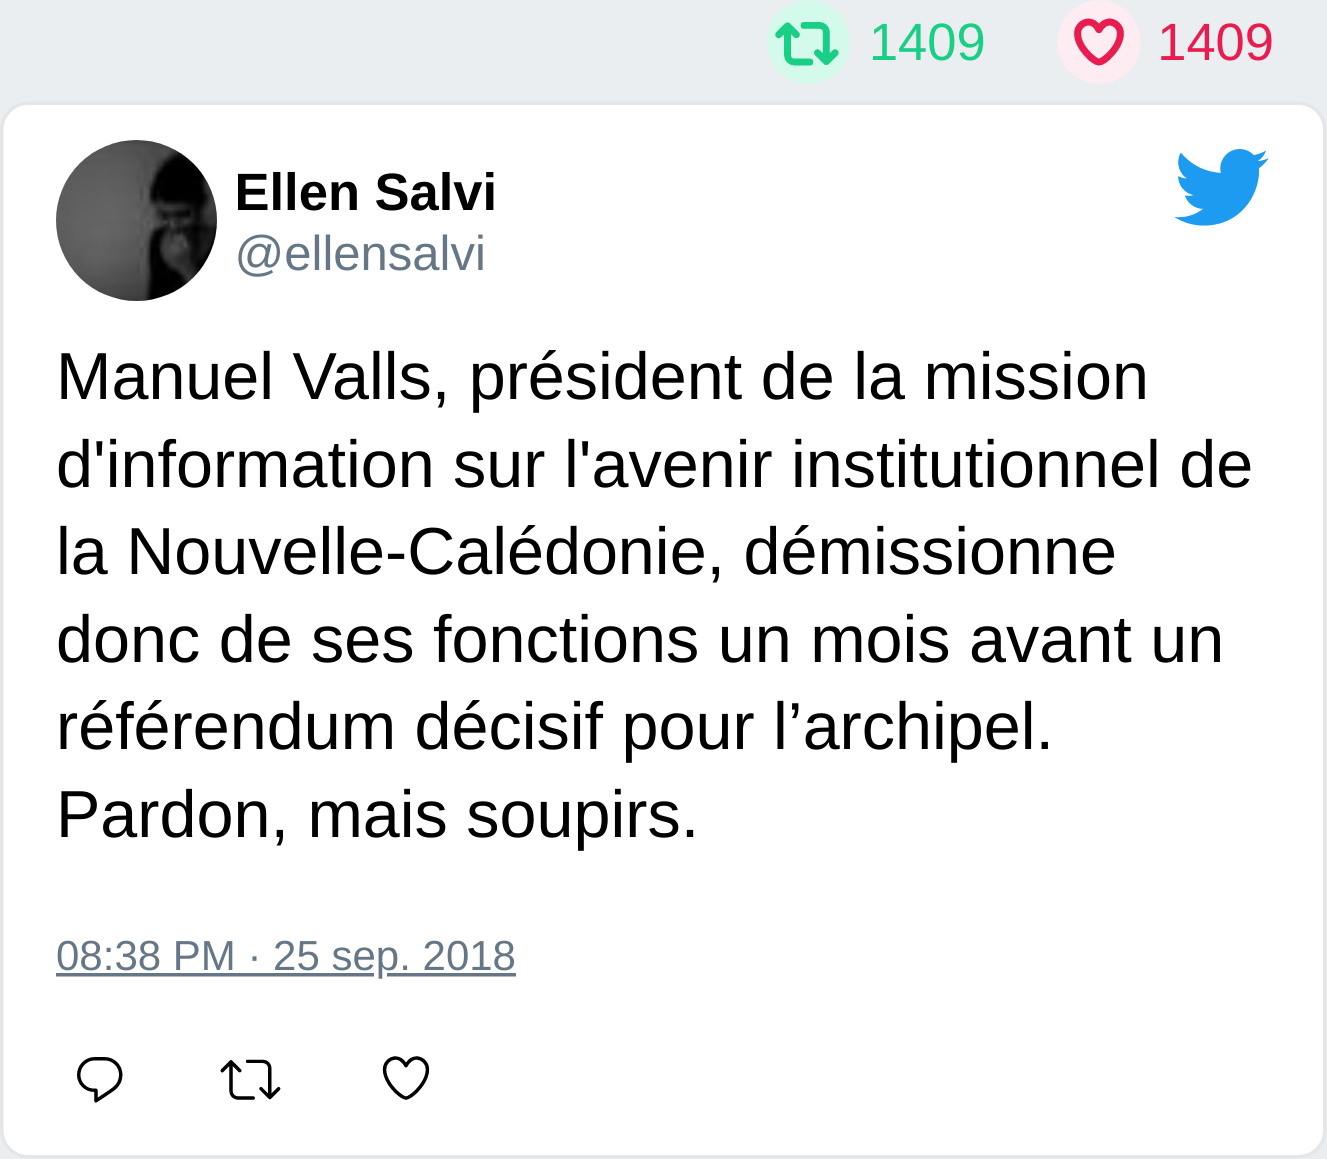 1409 1409
Ellen Salvi
@ellensalvi
Manuel Valls, président de la mission
d'information sur l'avenir institutionnel de
la Nouvelle-Calédonie, démissionne
donc de ses fonctions un mois avant un
référendum décisif pour l’archipel.
Pardon, mais soupirs.
08:38 PM · 25 sep. 2018